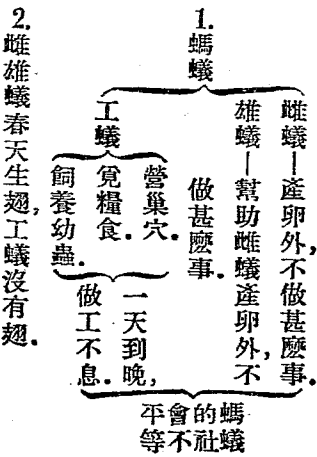 1. 螞蟻
雌蟻—產卵外,不做甚麽事.
雄蟻—幫助雌蟻產卵外,不
做甚麽事.
工蟻
營巢穴.
覓糧食.
飼養幼蟲.
一天到晚,
做工不息.
螞蟻
的社
會不
平等
2. 雌雄蟻春天生翅,工蟻沒有翅.